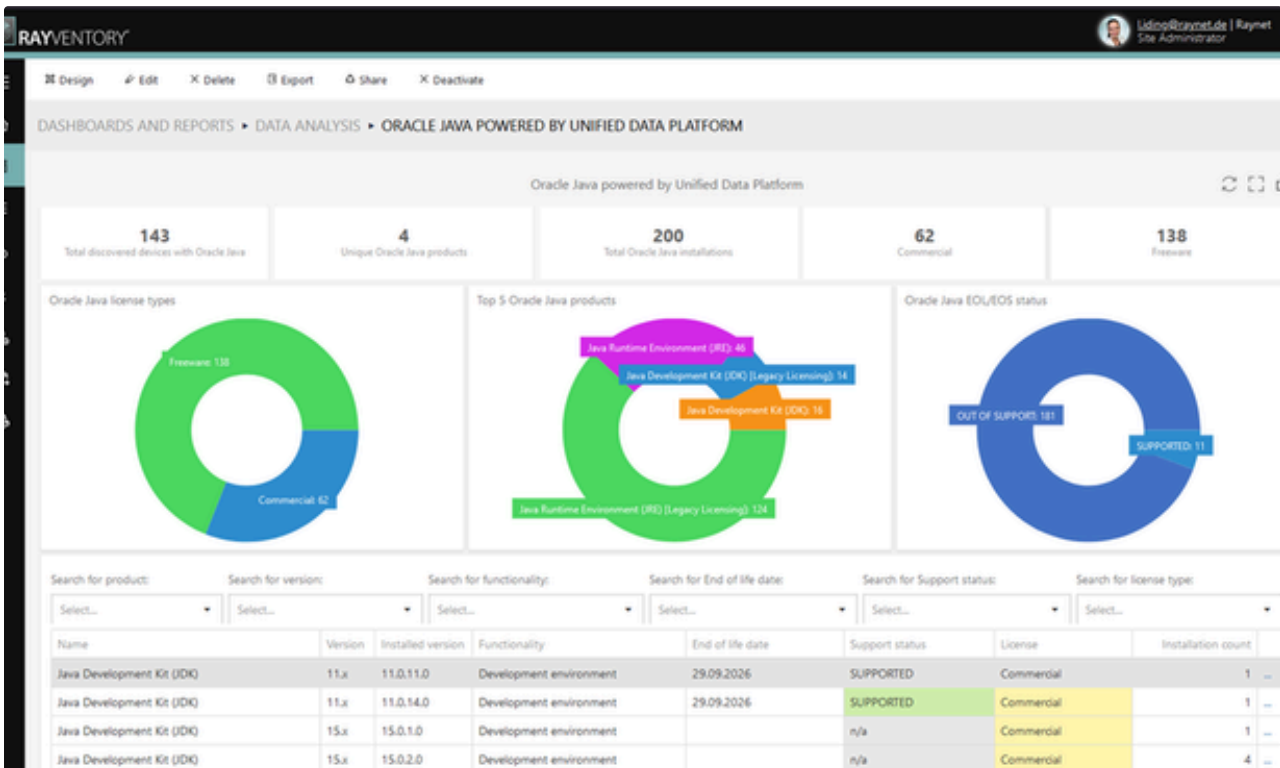 RAYVENTORY
Liding@raynet.de | Raynet
Site Administrator
Design Edit Delete Export Share Deactivate
DASHBOARDS AND REPORTS ▸ DATA ANALYSIS ▸ ORACLE JAVA POWERED BY UNIFIED DATA PLATFORM
Oracle Java powered by Unified Data Platform
143 4 200 62 138
Total discovered devices with Oracle Java Unique Oracle Java products Total Oracle Java installations Commercial Freeware
Oracle Java license types
Freeware: 138
Commercial: 62
Top 5 Oracle Java products
Java Runtime Environment (JRE): 46
Java Development Kit (JDK) [Legacy Licensing]: 14
Java Development Kit (JDK): 16
Java Runtime Environment (JRE) [Legacy Licensing]: 124
Oracle Java EOL/EOS status
OUT OF SUPPORT: 181
SUPPORTED: 11
Search for product: Search for version: Search for functionality: Search for End of life date: Search for Support status: Search for license type:
Select... Select... Select... Select... Select... Select...
Name Version Installed version Functionality End of life date Support status License Installation count
Java Development Kit (JDK) 11.x 11.0.11.0 Development environment 29.09.2026 SUPPORTED Commercial 1 ...
Java Development Kit (JDK) 11.x 11.0.14.0 Development environment 29.09.2026 SUPPORTED Commercial 1 ...
Java Development Kit (JDK) 15.x 15.0.1.0 Development environment n/a Commercial 1 ...
Java Development Kit (JDK) 15.x 15.0.2.0 Development environment n/a Commercial 4 ...